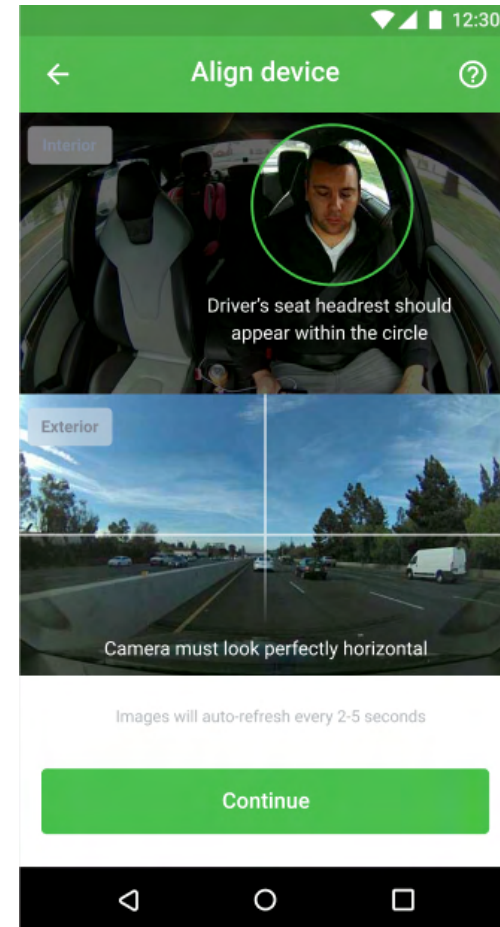 12:30
Align device
Interior
Driver's seat headrest should
appear within the circle
Exterior
Camera must look perfectly horizontal
Images will auto-refresh every 2-5 seconds
Continue